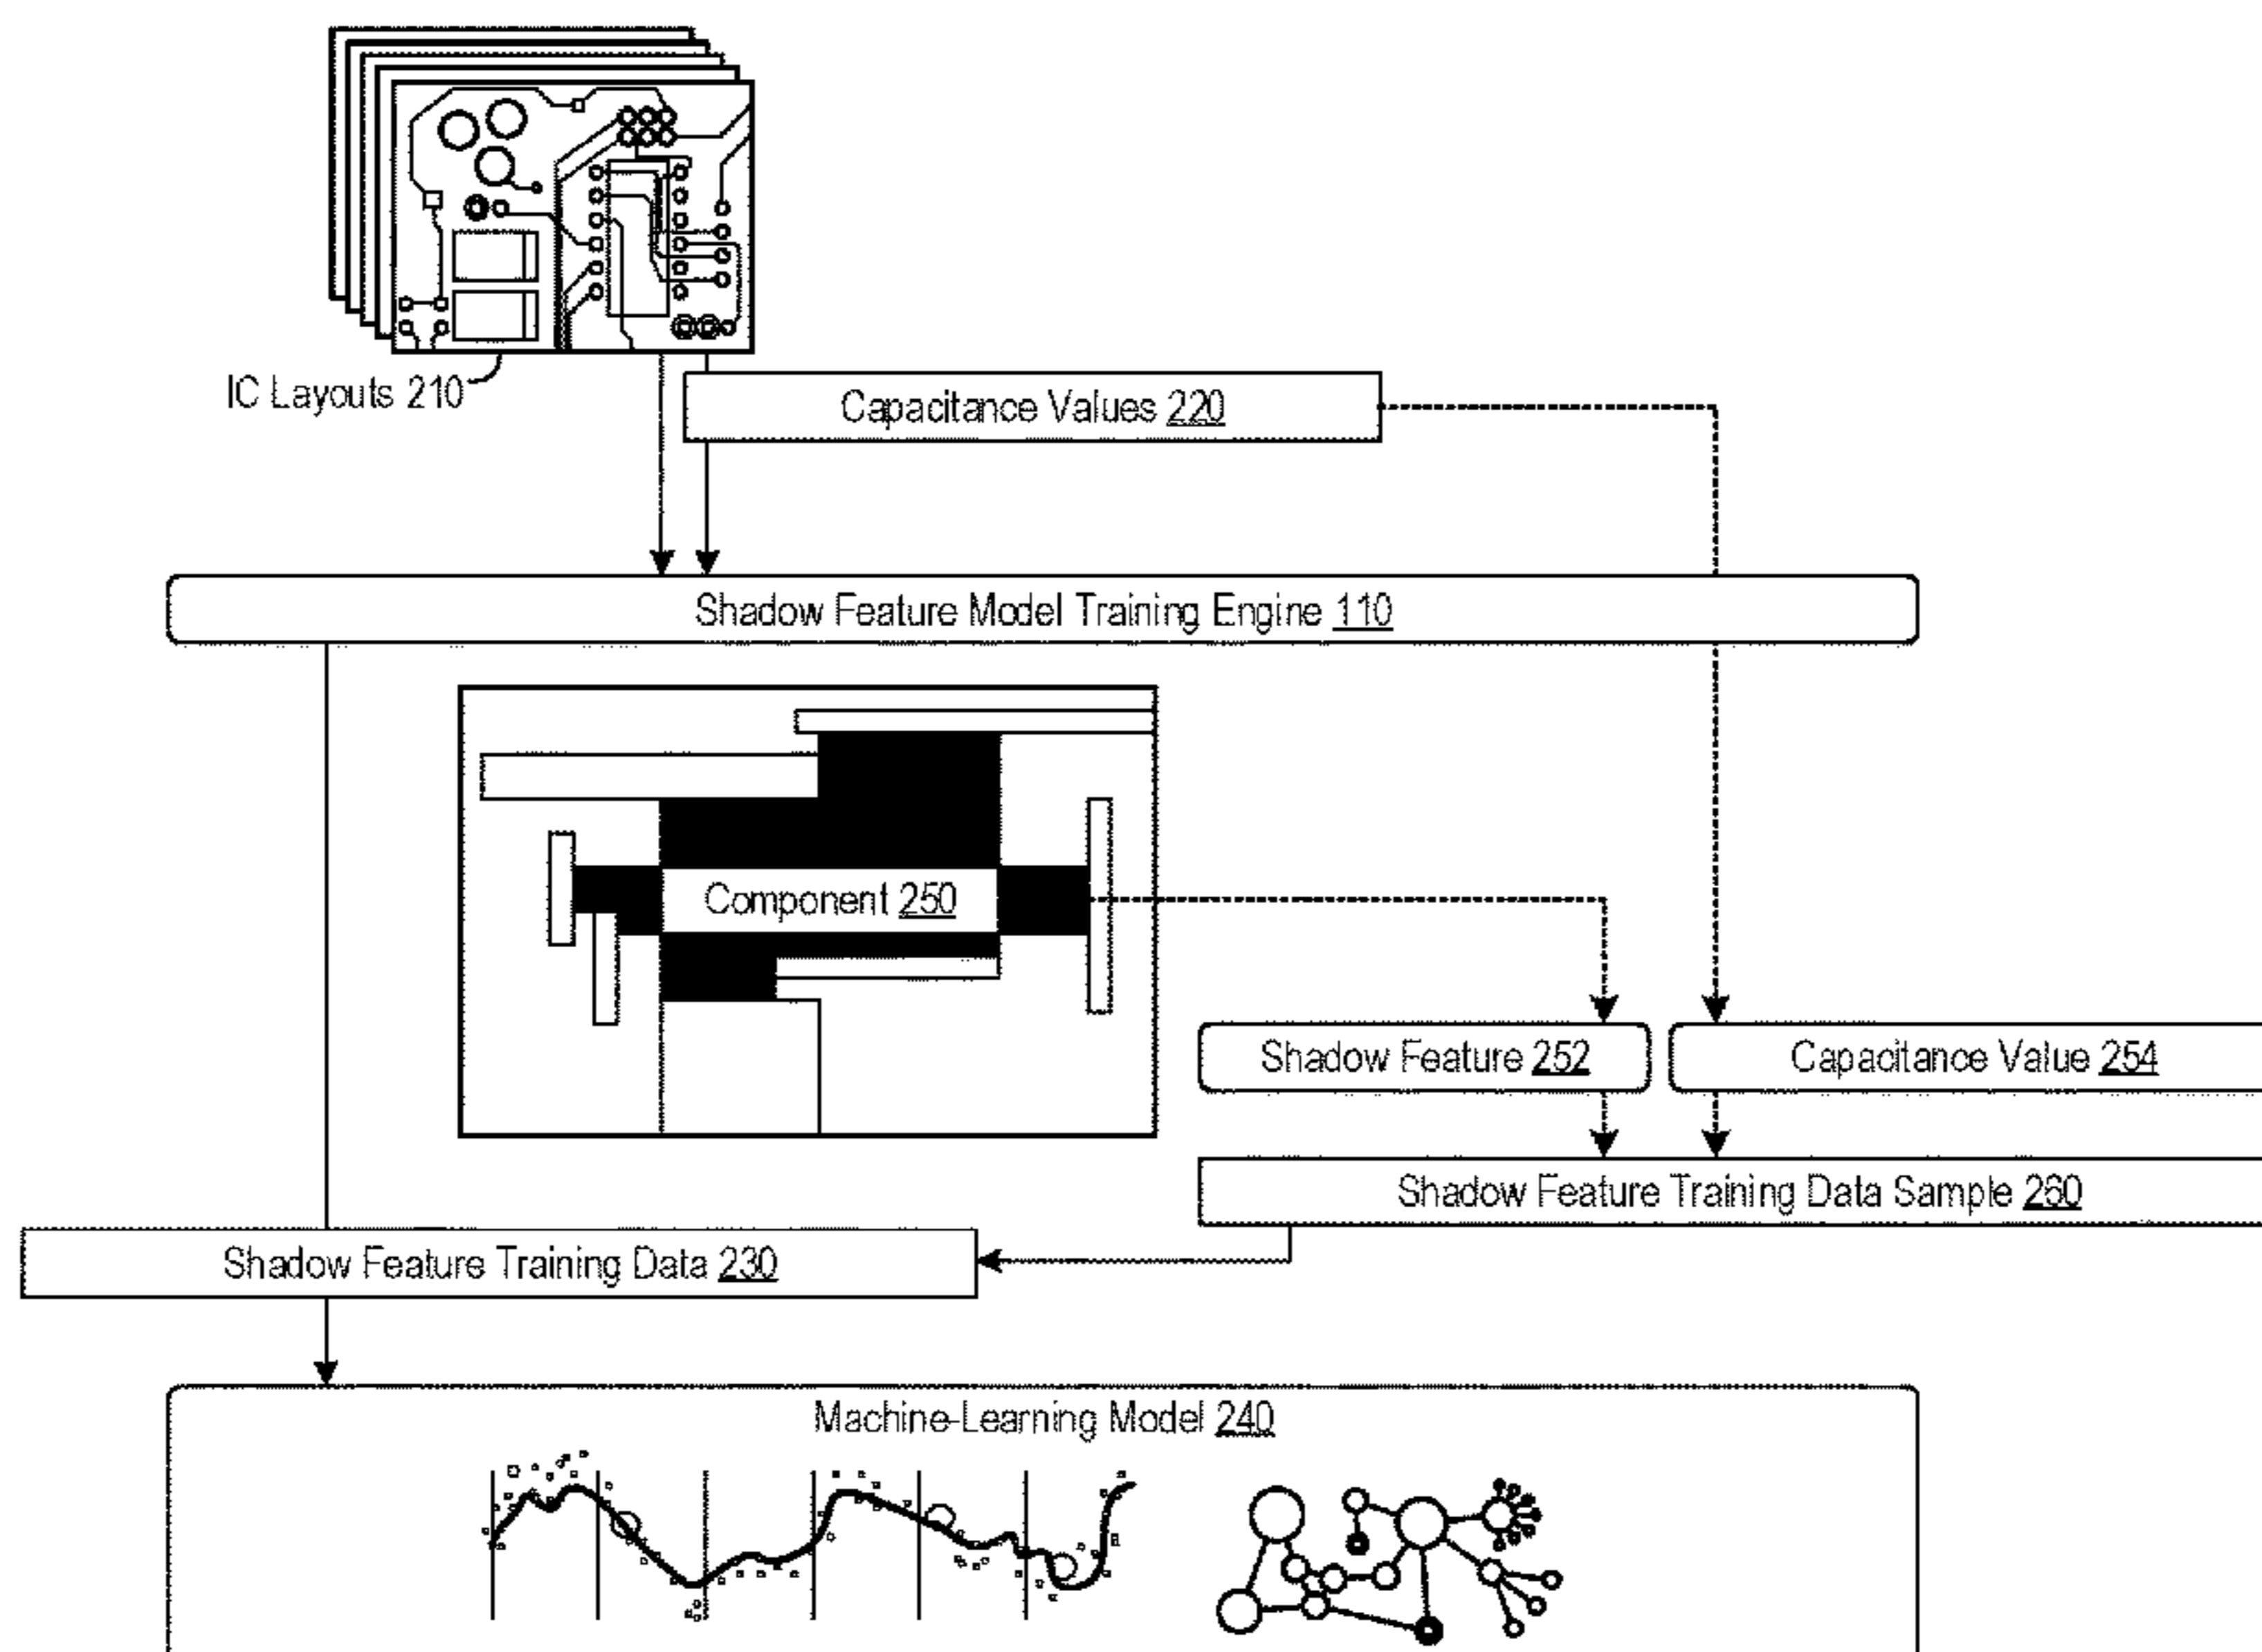 IC Layouts 210
Capacitance Values 220
Shadow Feature Model Training Engine 110
Component 250
Shadow Feature 252
Capacitance Value 254
Shadow Feature Training Data Sample 260
Shadow Feature Training Data 230
Machine-Learning Model 240